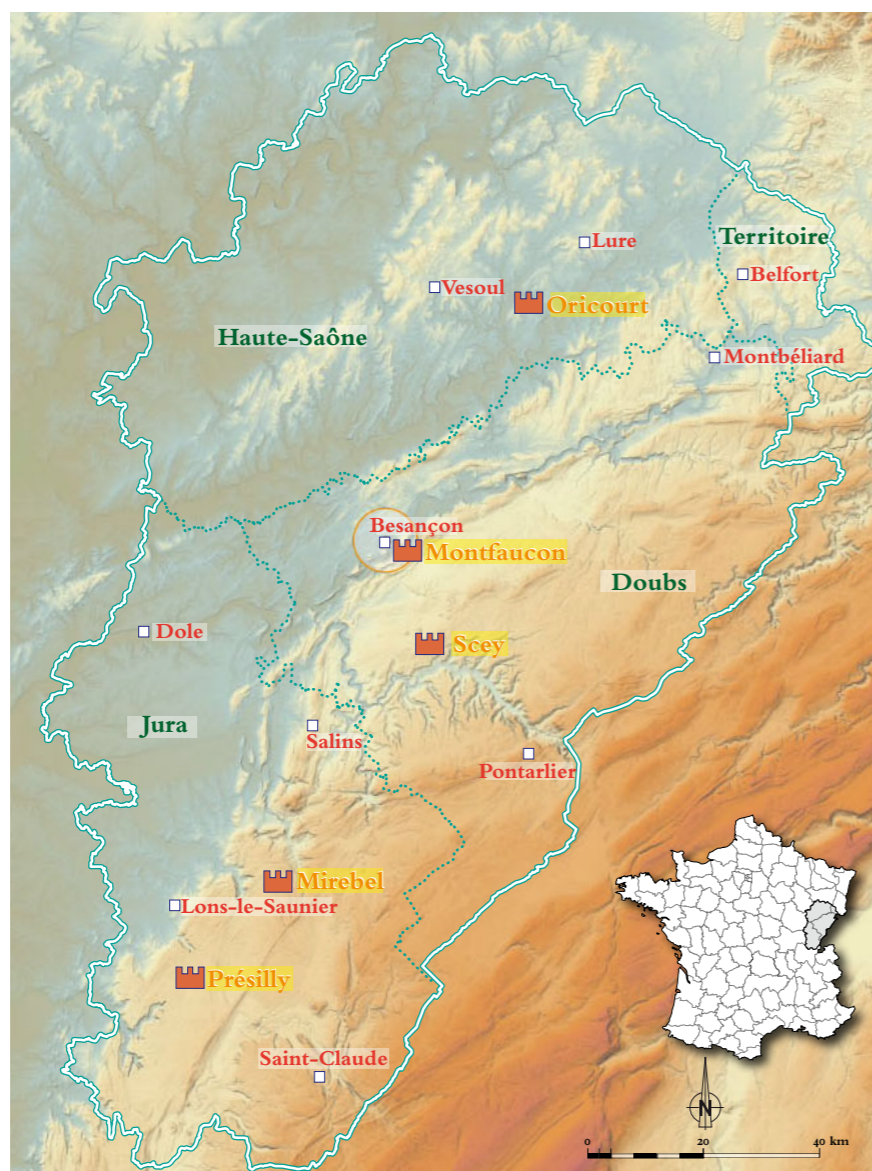 Lure
Territoire
Belfort
Vesoul
Oricourt
Haute-Saône
Montbéliard
Besançon
Montfaucon
Doubs
Dole
Scey
Jura
Salins
Pontarlier
Mirebel
Lons-le-Saunier
Présilly
Saint-Claude
N
0 20 40 km